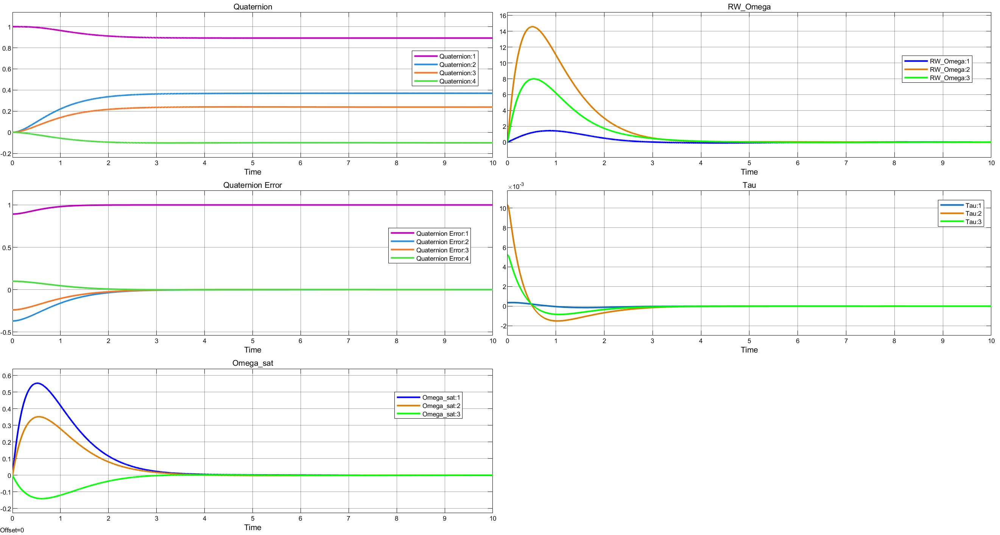 Quaternion
1
0.8
0.6
0.4
0.2
0
-0.2
Quaternion:1
Quaternion:2
Quaternion:3
Quaternion:4
0 1 2 3 4 5 6 7 8 9 10
Time
RW_Omega
16
14
12
10
8
6
4
2
0
RW_Omega:1
RW_Omega:2
RW_Omega:3
0 1 2 3 4 5 6 7 8 9 10
Time
Quaternion Error
1
0.5
0
-0.5
Quaternion Error:1
Quaternion Error:2
Quaternion Error:3
Quaternion Error:4
0 1 2 3 4 5 6 7 8 9 10
Time
×10-3
Tau
10
8
6
4
2
0
-2
Tau:1
Tau:2
Tau:3
0 1 2 3 4 5 6 7 8 9 10
Time
Omega_sat
0.6
0.5
0.4
0.3
0.2
0.1
0
-0.1
-0.2
Omega_sat:1
Omega_sat:2
Omega_sat:3
0 1 2 3 4 5 6 7 8 9 10
Time
Offset=0